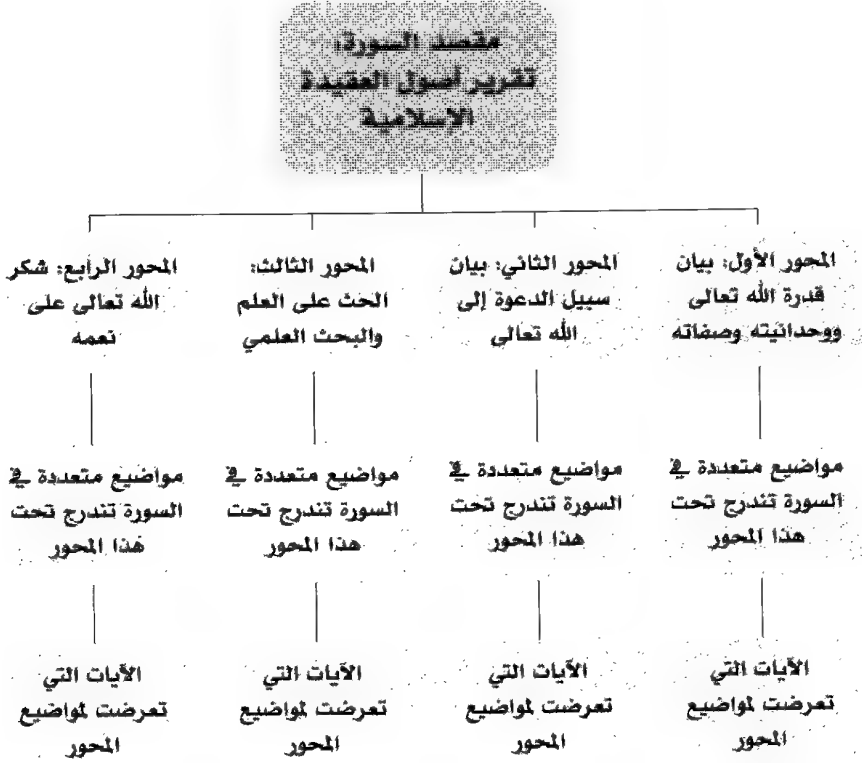 مقصد السورة:
تقرير أصول العقيدة
الإسلامية
المحور الأول: بيان
قدرة الله تعالى
ووحدانيته وصفاته
المحور الثاني: بيان
سبيل الدعوة إلى
الله تعالى
المحور الثالث:
الحث على العلم
والبحث العلمي
المحور الرابع: شكر
الله تعالى على
نعمه
مواضيع متعددة في
السورة تندرج تحت
هذا المحور
مواضيع متعددة في
السورة تندرج تحت
هذا المحور
مواضيع متعددة في
السورة تندرج تحت
هذا المحور
مواضيع متعددة في
السورة تندرج تحت
هذا المحور
الآيات التي
تعرضت لمواضيع
المحور
الآيات التي
تعرضت لمواضيع
المحور
الآيات التي
تعرضت لمواضيع
المحور
الآيات التي
تعرضت لمواضيع
المحور